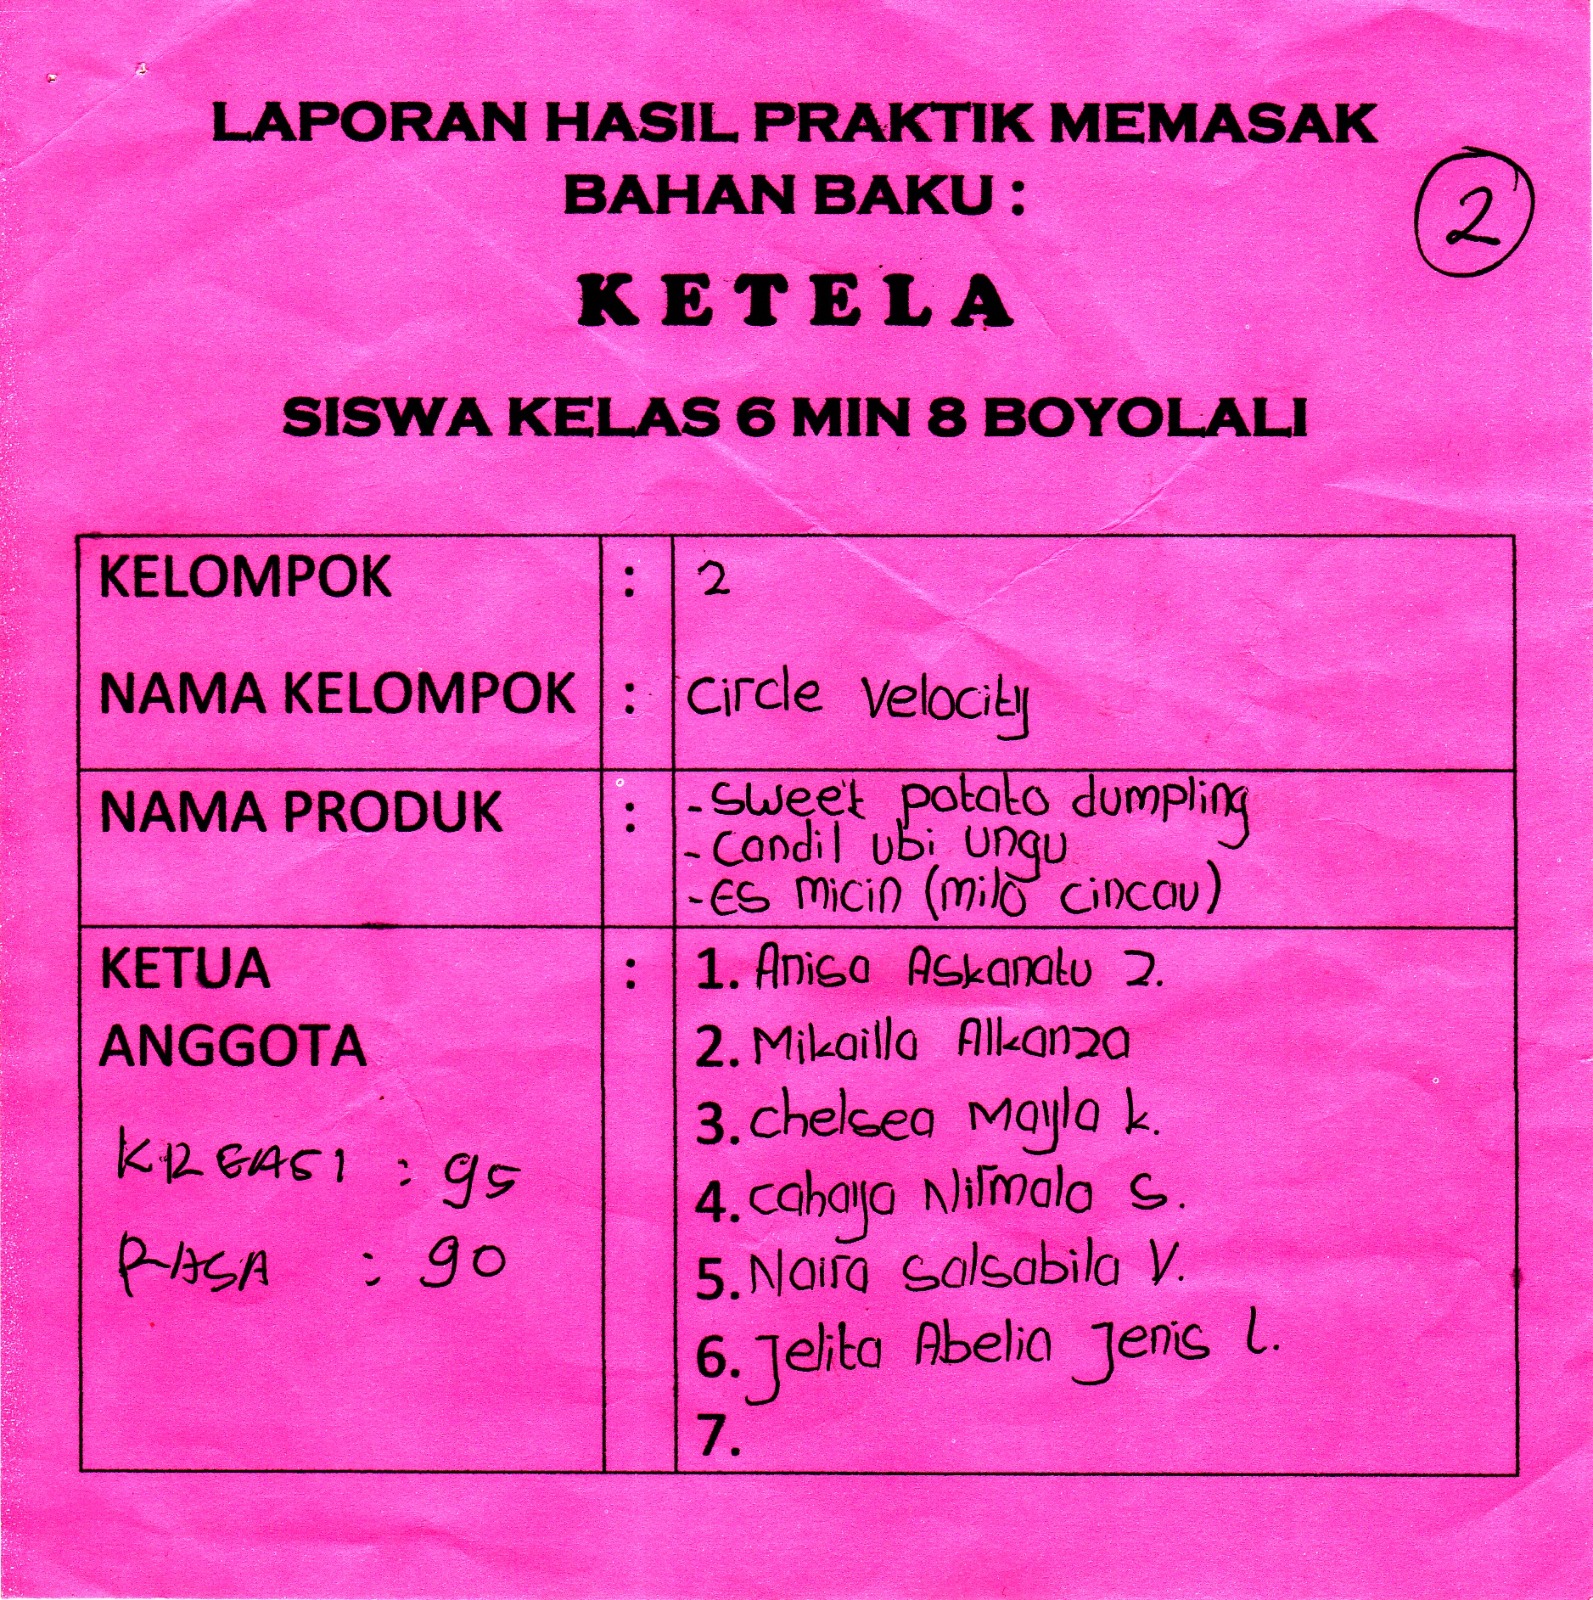 LAPORAN HASIL PRAKTIK MEMASAK
BAHAN BAKU :
2
KETELA
SISWA KELAS 6 MIN 8 BOYOLALI
KELOMPOK : 2
NAMA KELOMPOK : Circle Velocity
NAMA PRODUK : - Sweet potato dumpling
- Candil ubi ungu
- Es micin (milo cincau)
KETUA : 1. Anisa Askanatu Z.
ANGGOTA 2. Mikailla Alkanza
3. Chelsea Mayla K.
KREASI : 95 4. Cahaya Nirmala S.
RASA : 90 5. Naira Salsabila V.
6. Jelita Abelia Jenis L.
7.